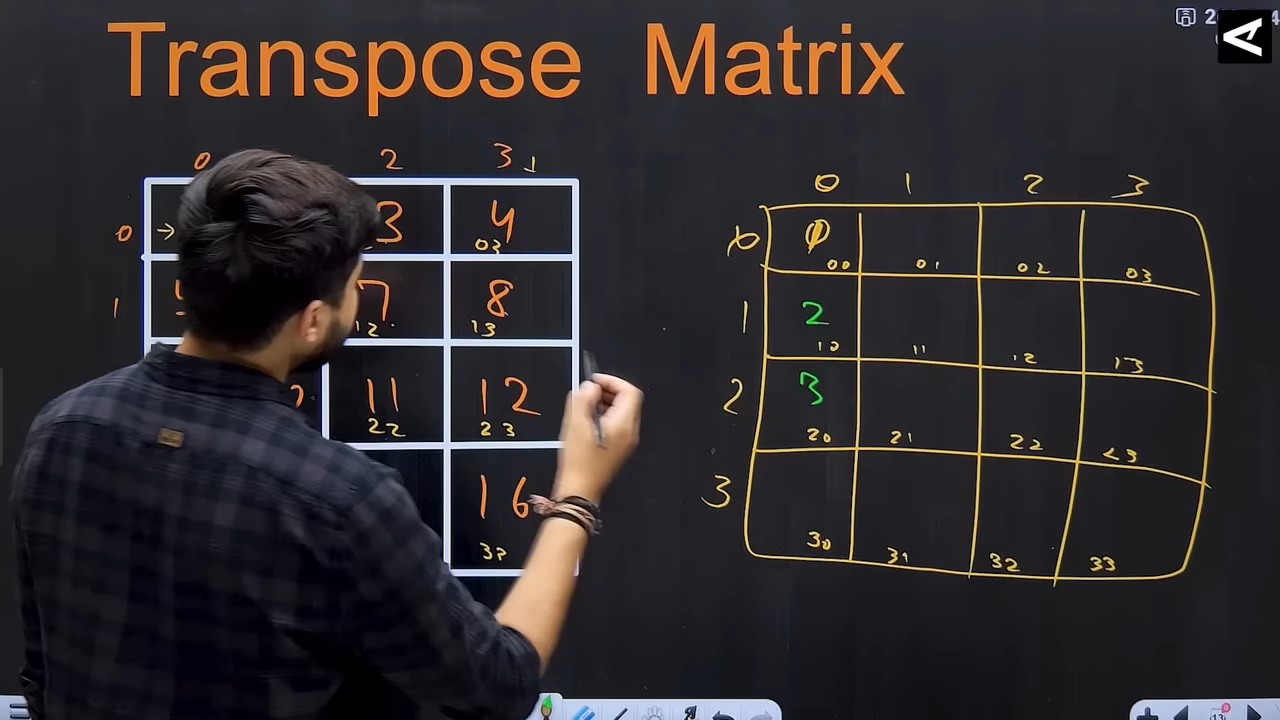 Transpose Matrix
0 2 3
0 → 3 4
03
1 7 8
12 13
11 12
22 23
16
0 1 2 3
0
00 01 02 03
1 2
10 11 12 13
2 3
20 21 22 23
3
30 31 32 33